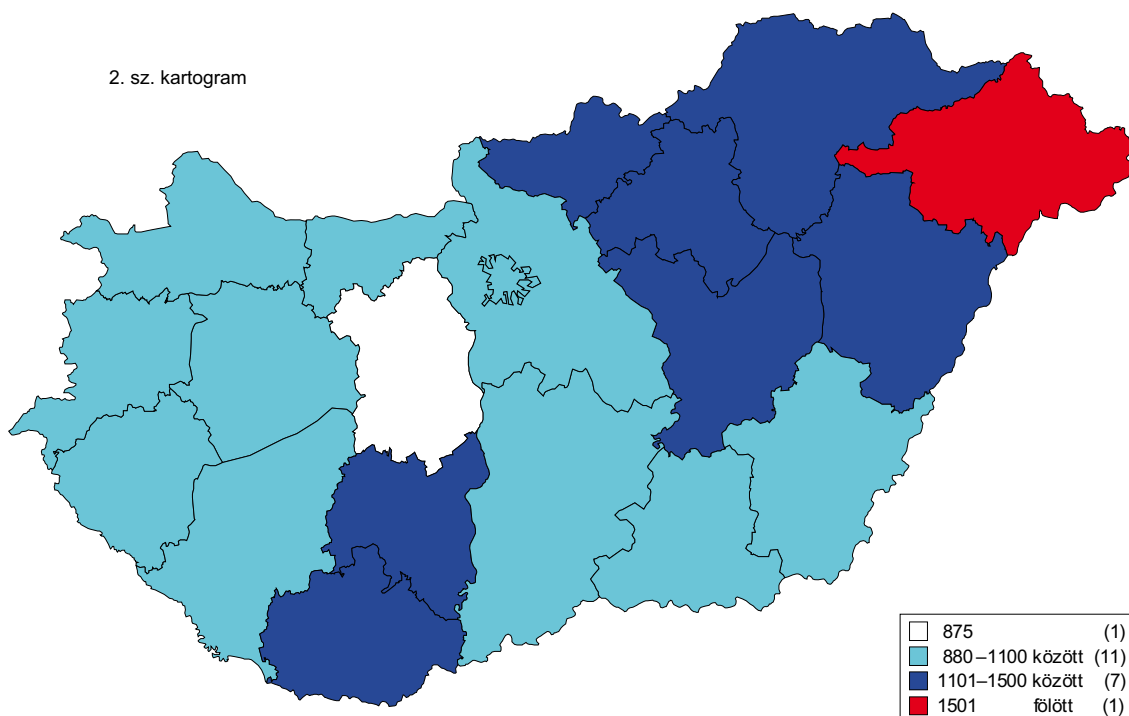 2. sz. kartogram
875 (1)
880–1100 között (11)
1101–1500 között (7)
1501 fölött (1)